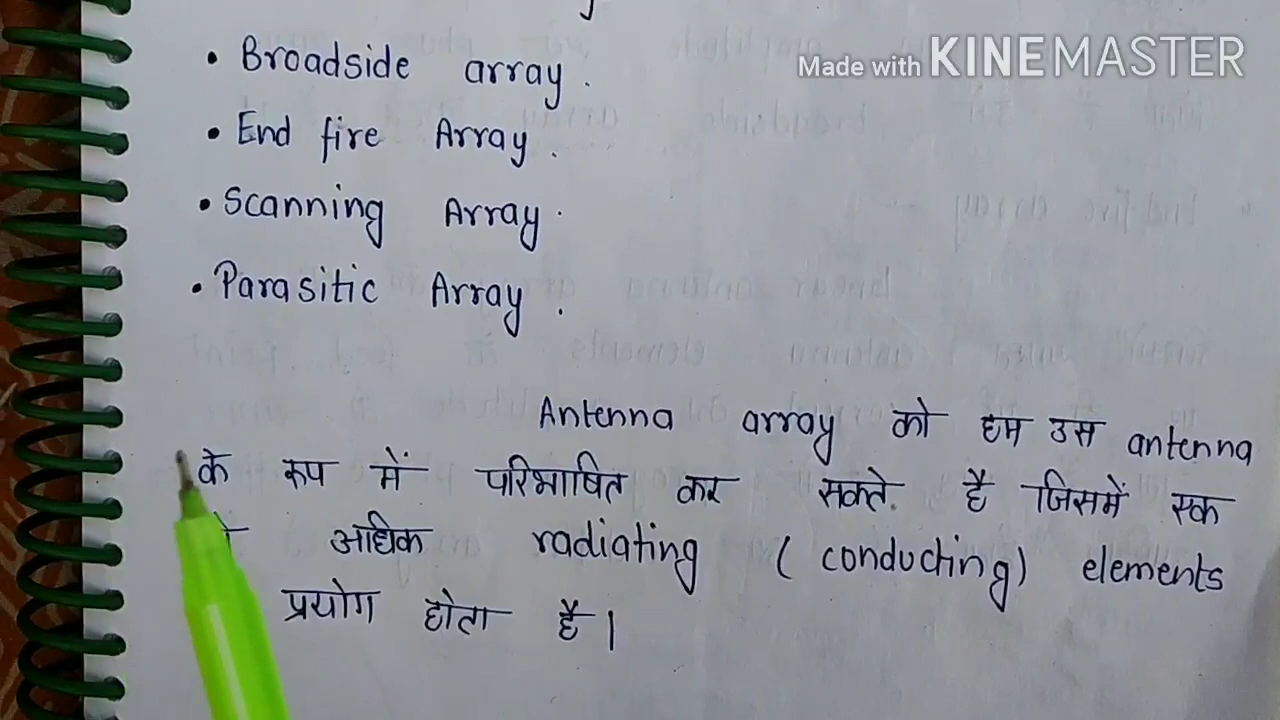 • Broadside array.
Made with KINEMASTER
• End fire Array.
• Scanning Array.
• Parasitic Array.
Antenna array को हम उस antenna
के रूप में परिभाषित कर सकते है जिसमें एक
अधिक radiating (conducting) elements
प्रयोग होता है।